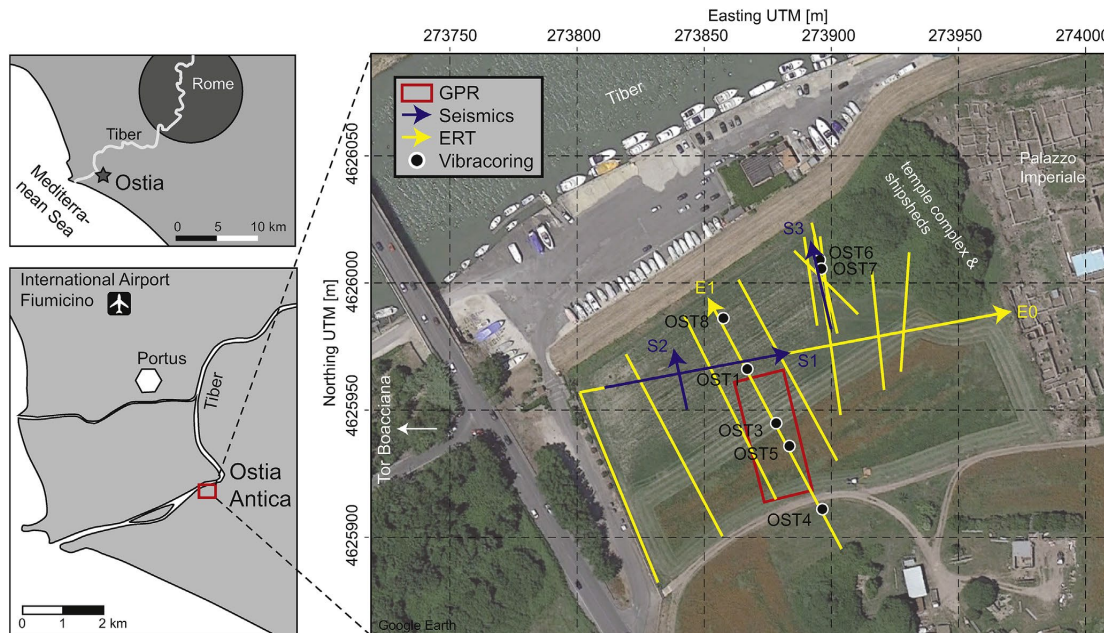 Rome
Tiber
Ostia
Mediterra-
nean Sea
0 5 10 km
International Airport
Fiumicino
Portus
Tiber
Ostia
Antica
0 1 2 km
Easting UTM [m]
273750 273800 273850 273900 273950 274000
Northing UTM [m]
4626050
4626000
4625950
4625900
GPR
Seismics
ERT
Vibracoring
Tiber
Palazzo
Imperiale
temple complex &
shipsheds
S3
OST6
OST7
E1
E0
OST8
S2
S1
OST1
OST3
OST5
OST4
Tor Boacciana
Google Earth